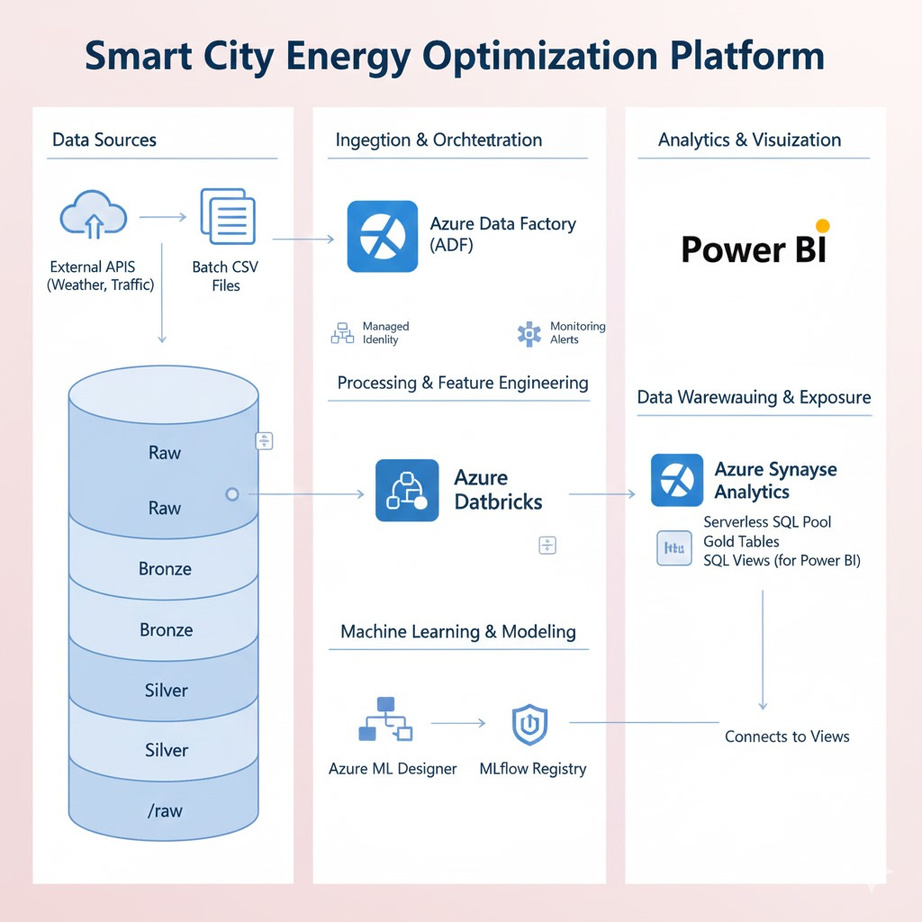 Smart City Energy Optimization Platform
Data Sources
External APIS
(Weather, Traffic)
Batch CSV
Files
Raw
Raw
Bronze
Bronze
Silver
Silver
/raw
Ingegtion & Orchtettration
Azure Data Factory
(ADF)
Managed
Idenlity
Monitoring
Alerts
Processing & Feature Engineering
Azure
Datbricks
Machine Learning & Modeling
Azure ML Designer
MLflow Registry
Analytics & Visuization
Power BI
Data Warewauing & Exposure
Azure Synayse
Analytics
Serverless SQL Pool
Gold Tables
SQL Views (for Power BI)
Connects to Views